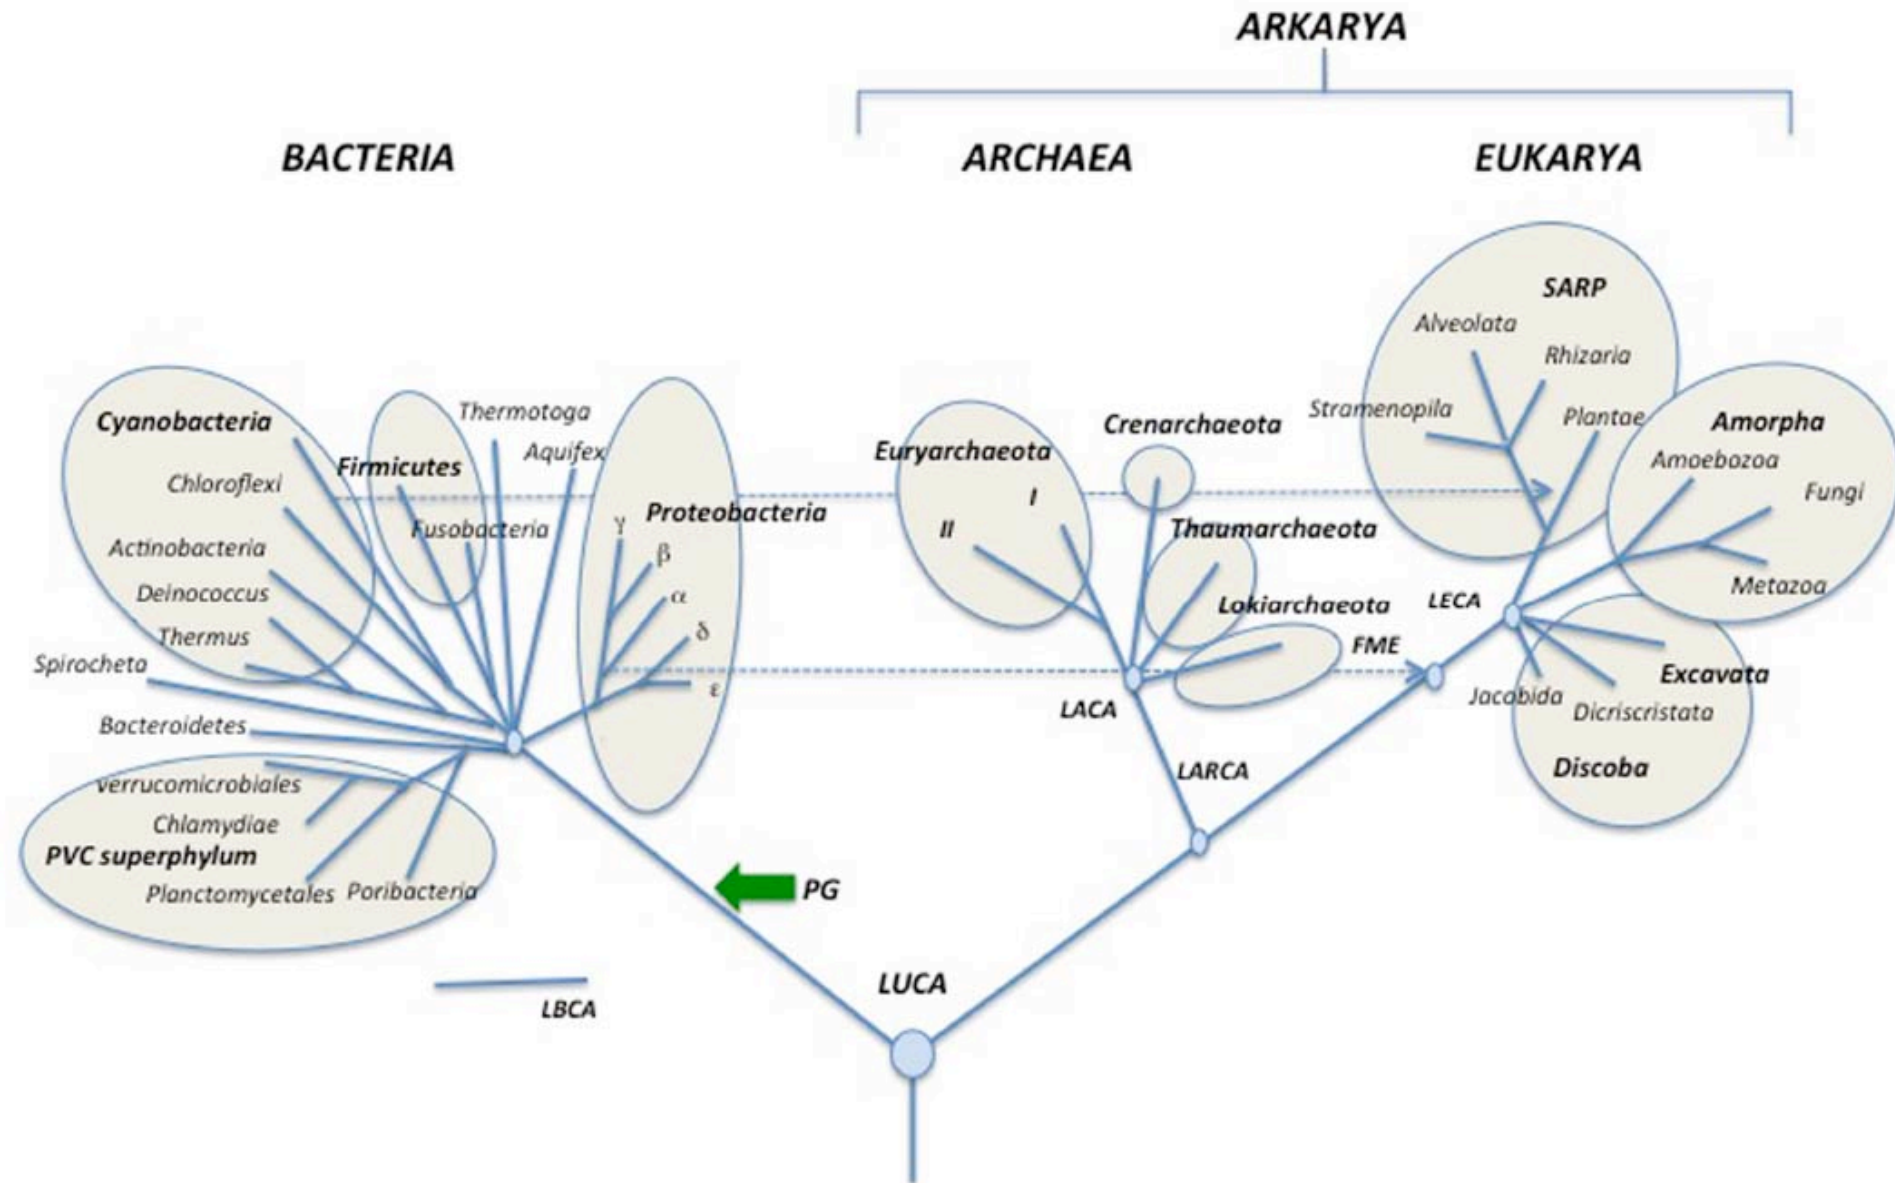 ARKARYA
BACTERIA
ARCHAEA
EUKARYA
SARP
Alveolata
Rhizaria
Stramenopila
Plantae
Amorpha
Amoebozoa
Fungi
Metazoa
Cyanobacteria
Chloroflexi
Actinobacteria
Deinococcus
Thermus
Spirocheta
Bacteroidetes
Firmicutes
Fusobacteria
Thermotoga
Aquifex
Proteobacteria
γ
β
α
δ
ε
Euryarchaeota
I
II
Crenarchaeota
Thaumarchaeota
Lokiarchaeota
FME
LECA
LACA
LARCA
Jacabida
Dicriscristata
Excavata
Discoba
verrucomicrobiales
Chlamydiae
PVC superphylum
Planctomycetales
Poribacteria
PG
LUCA
LBCA